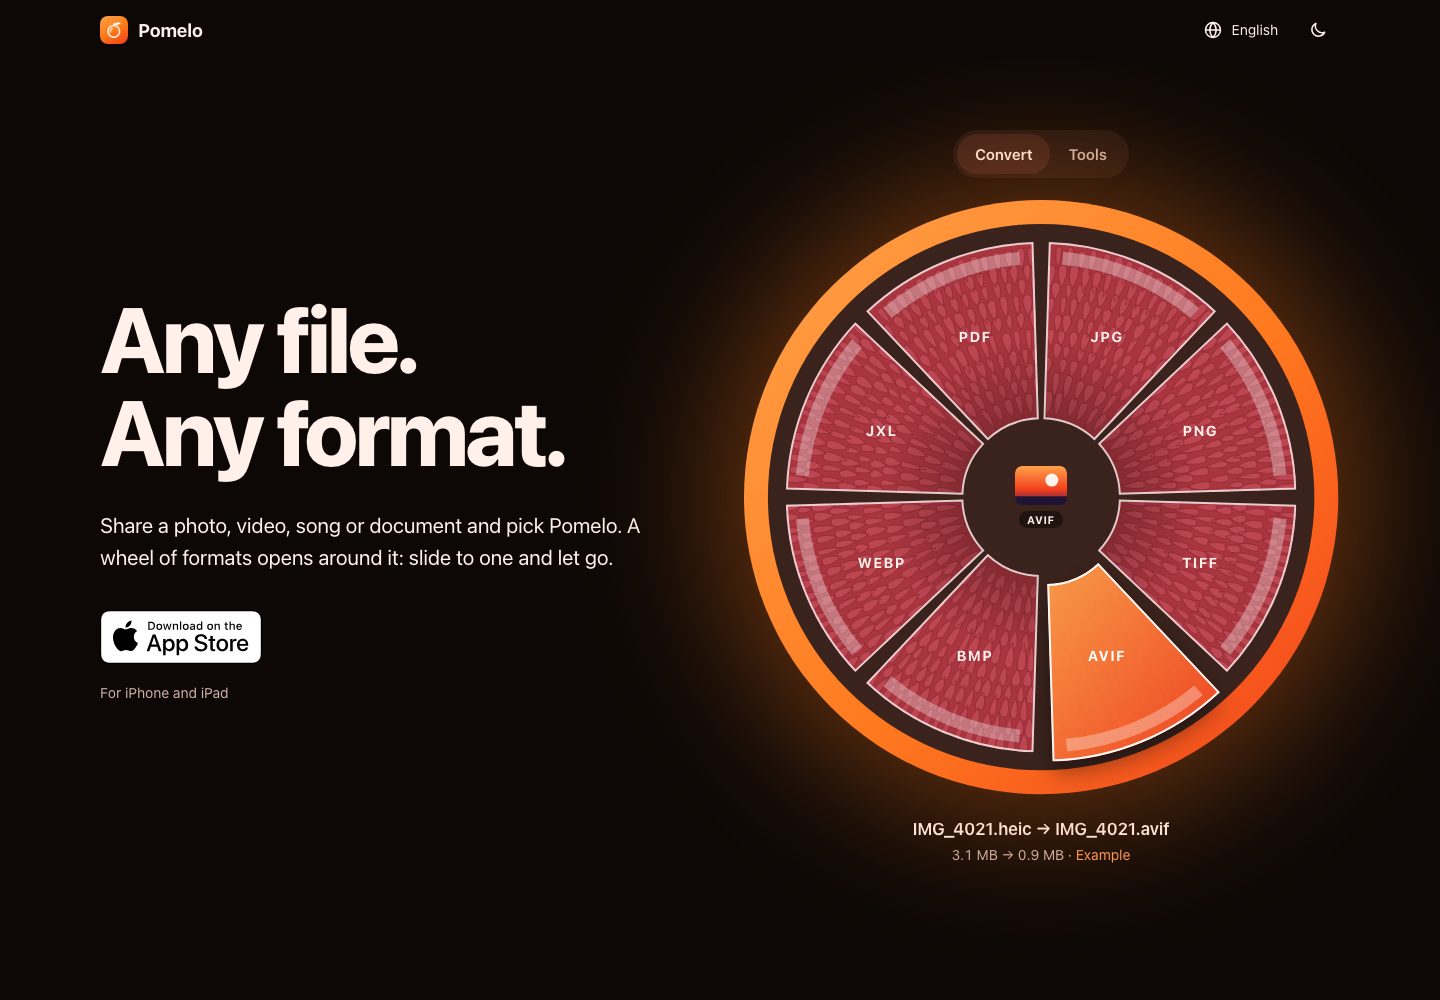 Pomelo
English
Convert
Tools
Any file.
Any format.
Share a photo, video, song or document and pick Pomelo. A
wheel of formats opens around it: slide to one and let go.
Download on the
App Store
For iPhone and iPad
PDF
JPG
JXL
PNG
AVIF
WEBP
TIFF
BMP
AVIF
IMG_4021.heic → IMG_4021.avif
3.1 MB → 0.9 MB · Example